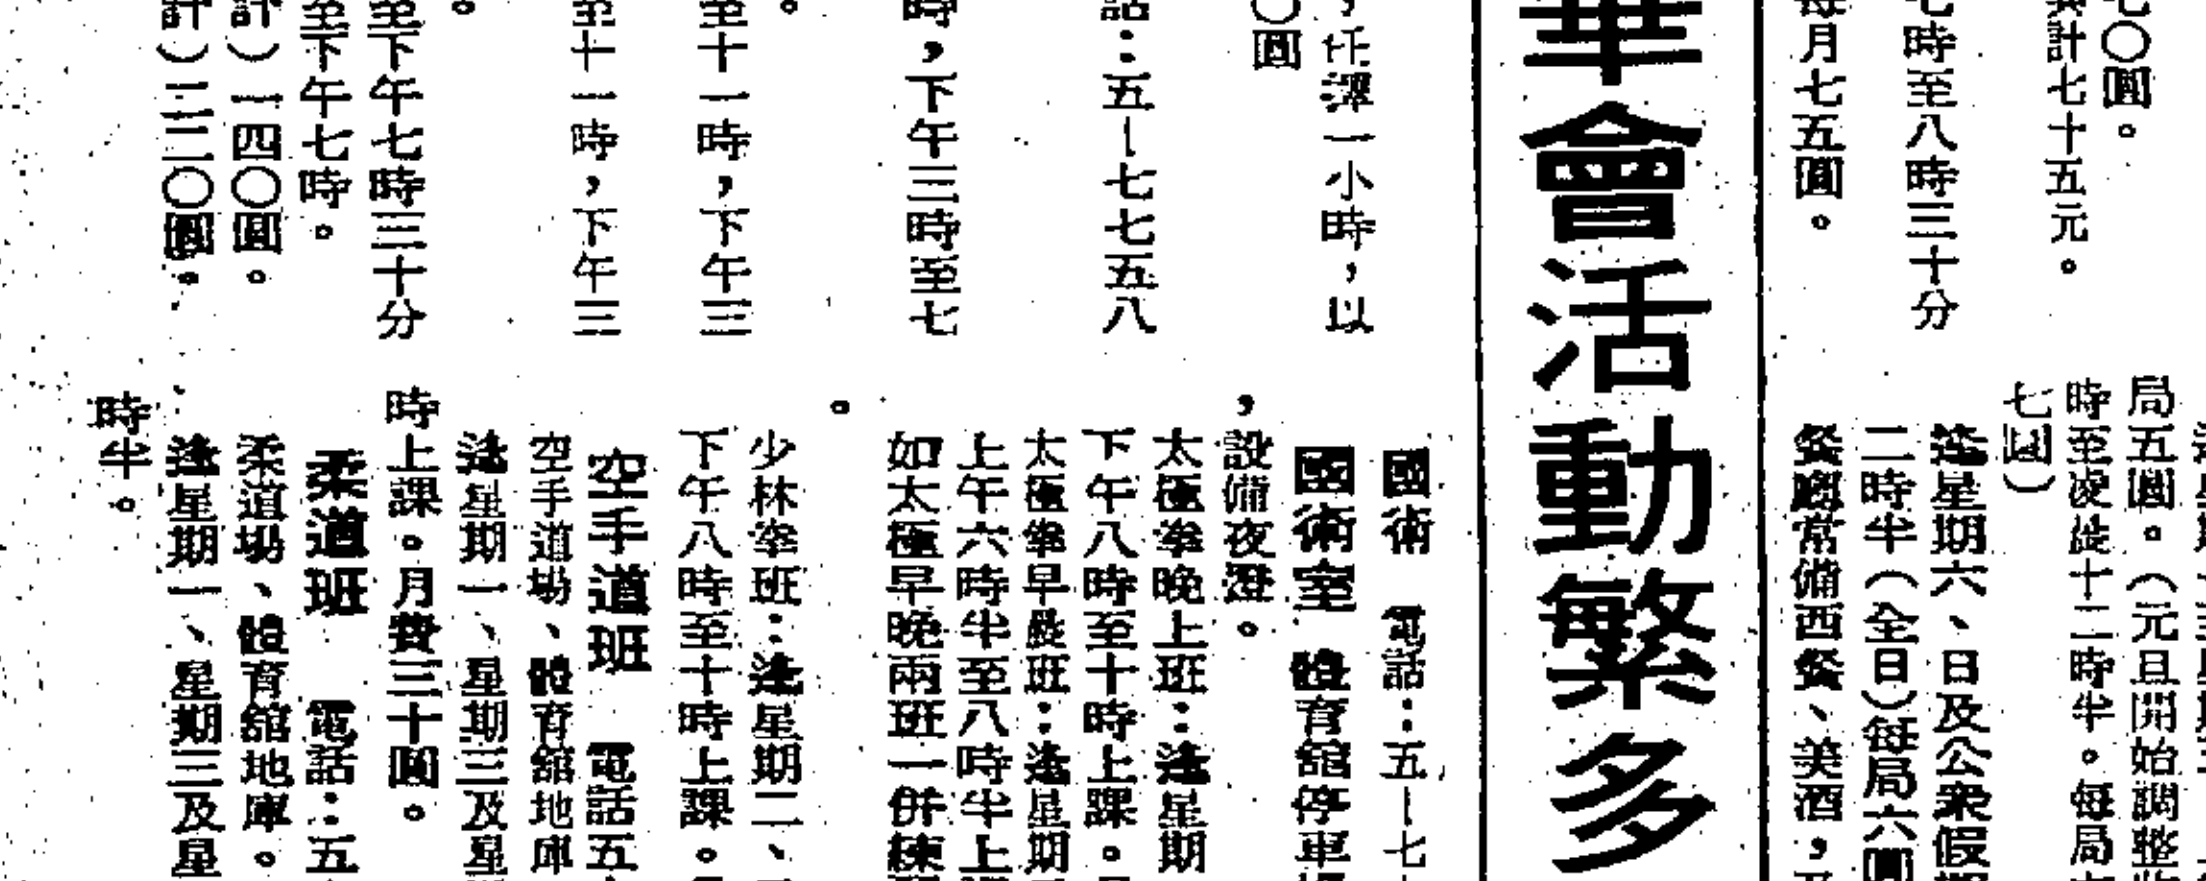 七〇圓。
計七十五元。
七時至八時三十分
每月七五圓。
局五圓。（元旦開始調整
時至凌晨十二時半。每局
七圓）
逢星期六、日及公衆假
二時半（全日）每局六圓
餐廳常備西餐、美酒，
華會活動繁多
，任擇一小時，以
〇圓
話：五—七七五八
時，下午三時至七
。
至十一時，下午三
至十一時，下午三
。
至下午七時三十分
至下午七時。
計）一四〇圓。
計）二二〇圓。
國術　電話：五—七
國術室　體育館停車
，設備夜燈。
太極拳晚上班：逢星期
下午八時至十時上課。
太極拳早晨班：逢星期
上午六時半至八時半上
如太極早晚兩班一併練
。
少林拳班：逢星期二、
下午八時至十時上課。
空手道班　電話五
空手道場、體育館地庫
逢星期一、星期三及星
時上課。月費三十圓。
柔道班　電話：五
柔道場、體育館地庫。
逢星期一、星期三及星
時半。